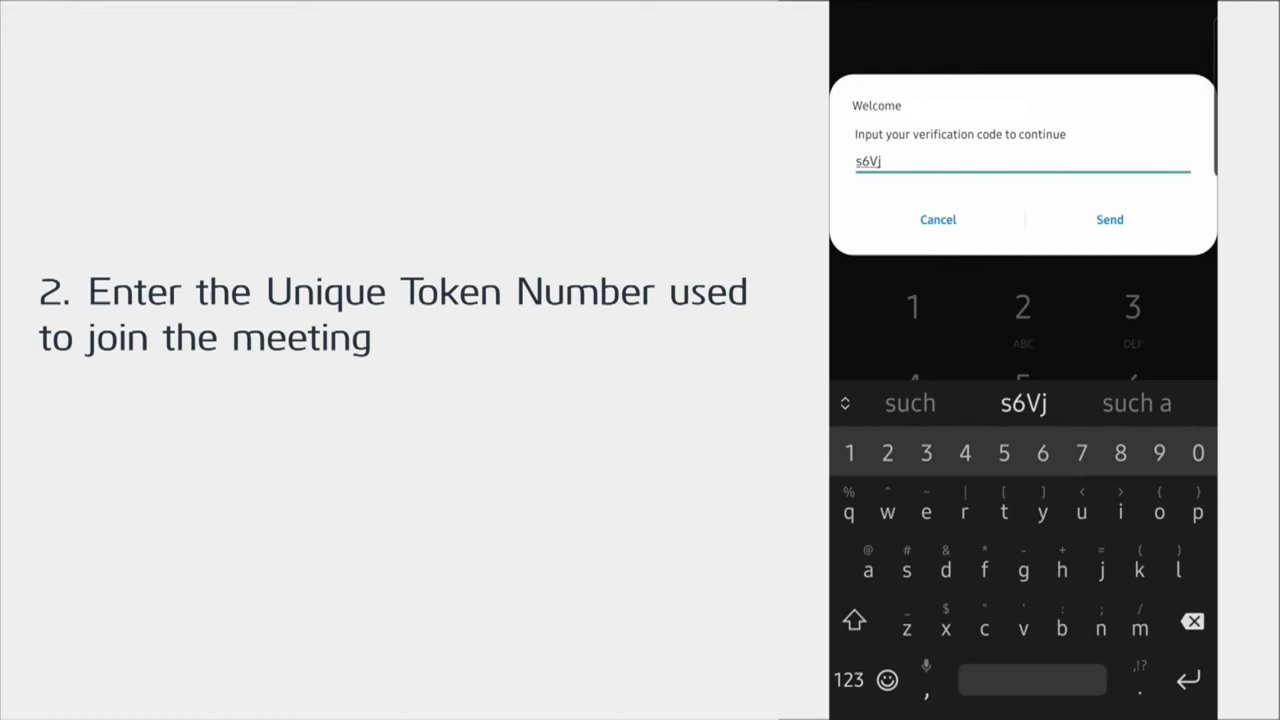 2. Enter the Unique Token Number used
to join the meeting
Welcome
Input your verification code to continue
s6Vj
Cancel
Send
1 2 3
ABC DEF
such s6Vj such a
1 2 3 4 5 6 7 8 9 0
% ^ ~ | [ ] < > { }
q w e r t y u i o p
@ # & * - + = ( )
a s d f g h j k l
_ $ " ' : ; /
z x c v b n m
,!?
123 , .